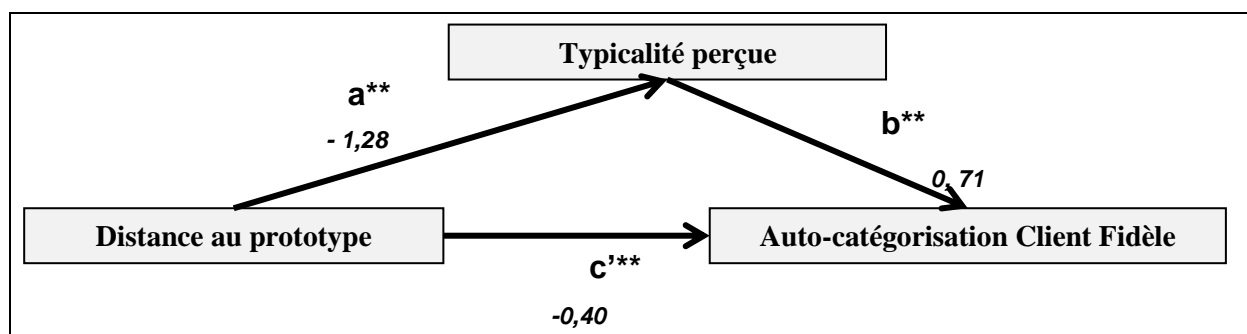 Typicalité perçue
a**
- 1,28
b**
0, 71
Distance au prototype
Auto-catégorisation Client Fidèle
c’**
-0,40